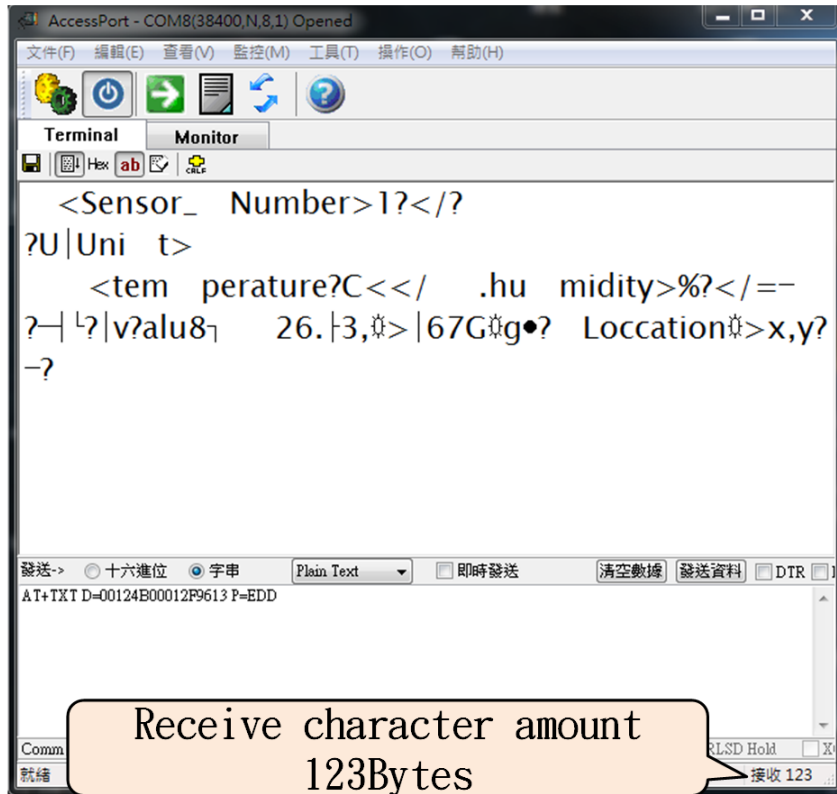 AccessPort - COM8(38400,N,8,1) Opened
文件(F) 編輯(E) 查看(V) 監控(M) 工具(T) 操作(O) 幫助(H)
Terminal Monitor
Hex ab CRLF
<Sensor_ Number>1?</?
?U|Uni t>
<tem perature?C<</ .hu midity>%?</=−
?─┤└?|v?alu8┐ 26.├3,¤>|67G¤g●? Loccation¤>x,y?
−?
發送-> 十六進位 字串 Plain Text 即時發送 清空數據 發送資料 DTR
AT+TXT D=00124B00012F9613 P=EDD
Receive character amount
123Bytes
Comm RLSD Hold
就緒 接收 123